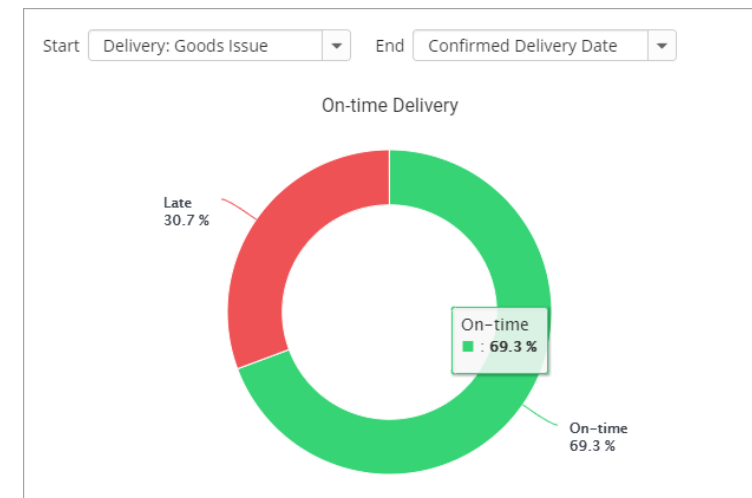 Start Delivery: Goods Issue End Confirmed Delivery Date
On-time Delivery
Late
30.7 %
On-time
: 69.3 %
On-time
69.3 %